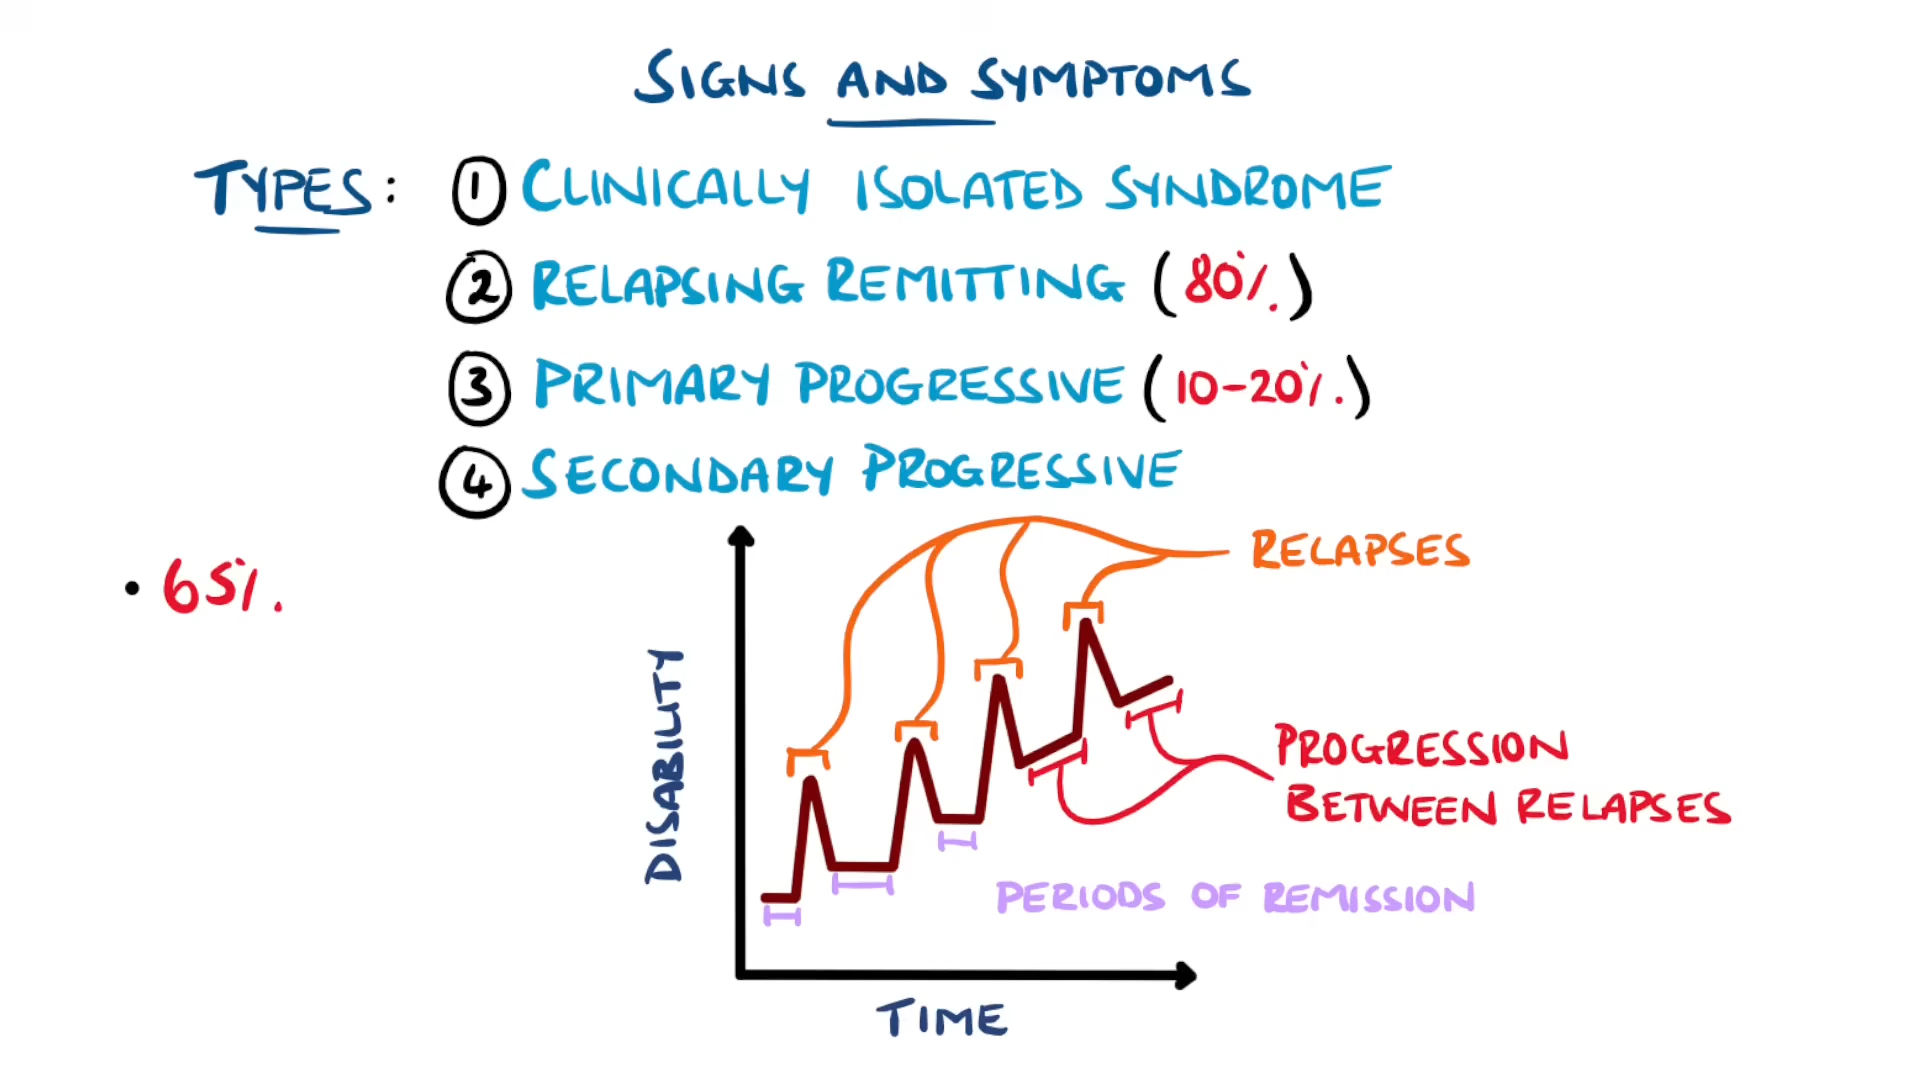 SIGNS AND SYMPTOMS
TYPES: 1 CLINICALLY ISOLATED SYNDROME
2 RELAPSING REMITTING (80%)
3 PRIMARY PROGRESSIVE (10-20%)
4 SECONDARY PROGRESSIVE
• 65%
RELAPSES
DISABILITY
PROGRESSION
BETWEEN RELAPSES
PERIODS OF REMISSION
TIME